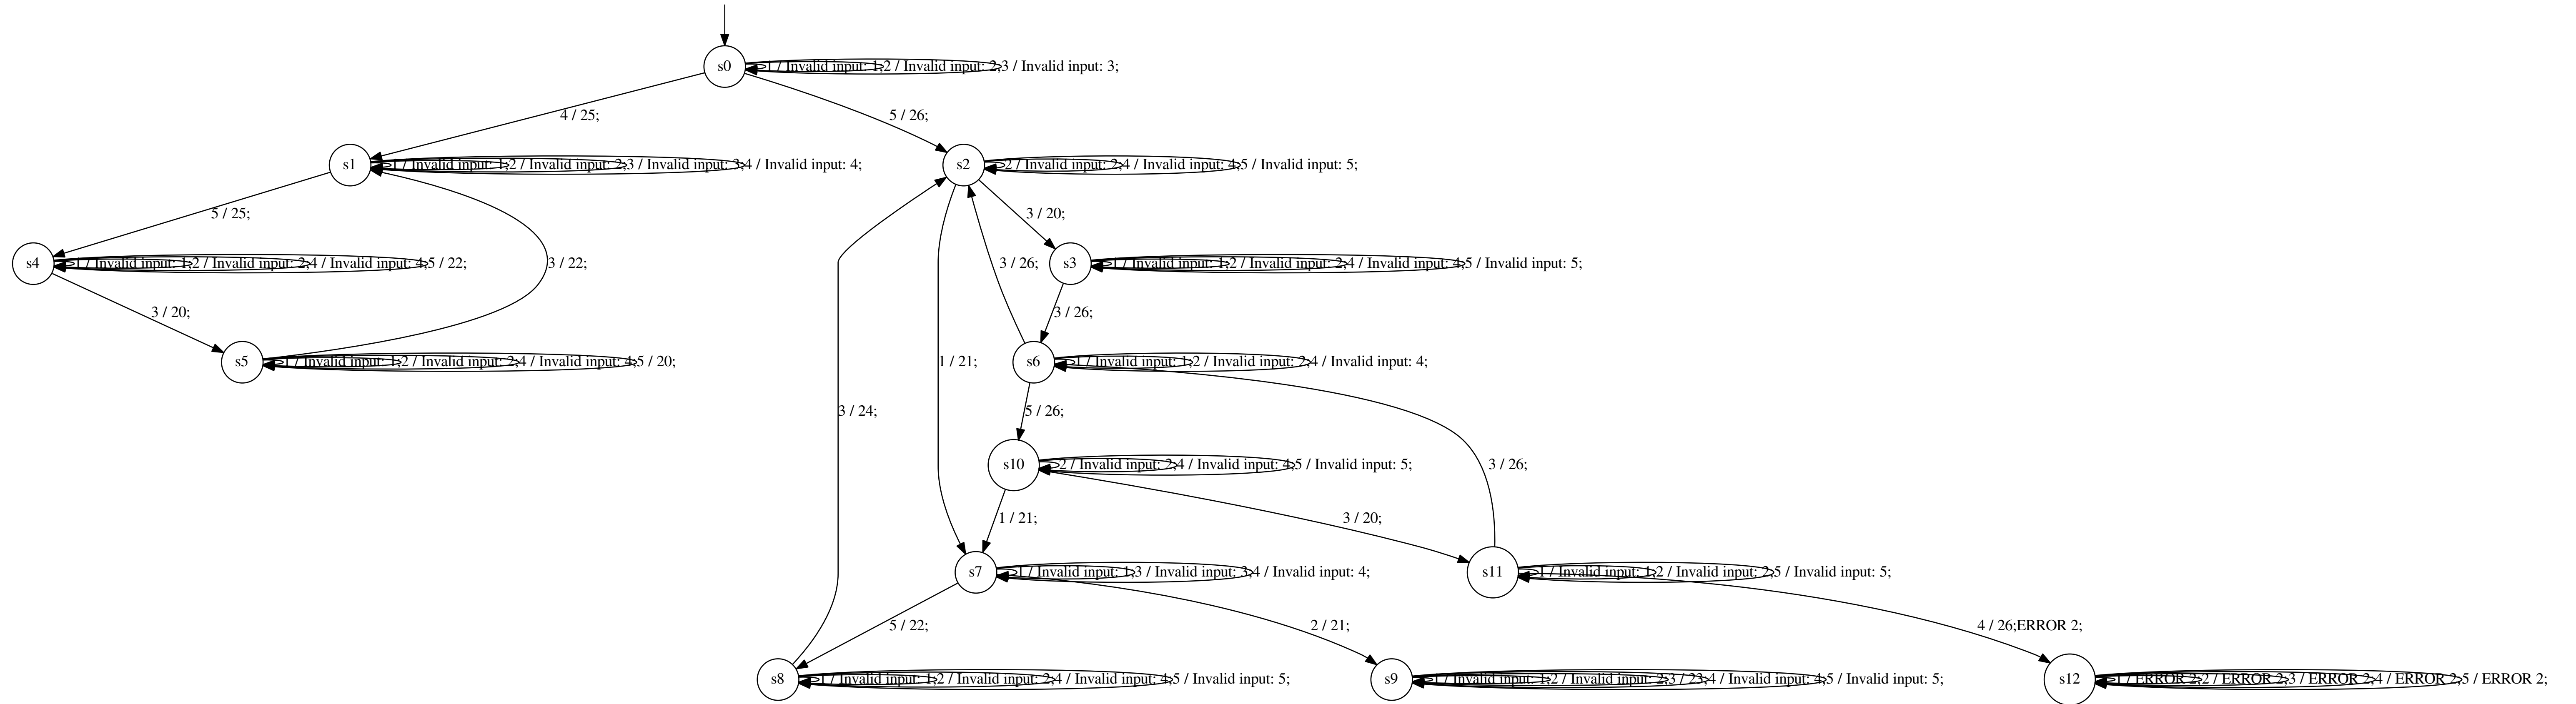 s0
1 / Invalid input: 1;
2 / Invalid input: 2;
3 / Invalid input: 3;
4 / 25;
5 / 26;
s1
1 / Invalid input: 1;
2 / Invalid input: 2;
3 / Invalid input: 3;
4 / Invalid input: 4;
s2
2 / Invalid input: 2;
4 / Invalid input: 4;
5 / Invalid input: 5;
5 / 25;
3 / 20;
s4
1 / Invalid input: 1;
2 / Invalid input: 2;
4 / Invalid input: 4;
5 / 22;
3 / 22;
3 / 26;
s3
1 / Invalid input: 1;
2 / Invalid input: 2;
4 / Invalid input: 4;
5 / Invalid input: 5;
3 / 20;
3 / 26;
s5
1 / Invalid input: 1;
2 / Invalid input: 2;
4 / Invalid input: 4;
5 / 20;
1 / 21;
s6
1 / Invalid input: 1;
2 / Invalid input: 2;
4 / Invalid input: 4;
3 / 24;
5 / 26;
s10
2 / Invalid input: 2;
4 / Invalid input: 4;
5 / Invalid input: 5;
3 / 26;
1 / 21;
3 / 20;
s7
1 / Invalid input: 1;
3 / Invalid input: 3;
4 / Invalid input: 4;
s11
1 / Invalid input: 1;
2 / Invalid input: 2;
5 / Invalid input: 5;
5 / 22;
2 / 21;
4 / 26;ERROR 2;
s8
1 / Invalid input: 1;
2 / Invalid input: 2;
4 / Invalid input: 4;
5 / Invalid input: 5;
s9
1 / Invalid input: 1;
2 / Invalid input: 2;
3 / 23;
4 / Invalid input: 4;
5 / Invalid input: 5;
s12
1 / ERROR 2;
2 / ERROR 2;
3 / ERROR 2;
4 / ERROR 2;
5 / ERROR 2;